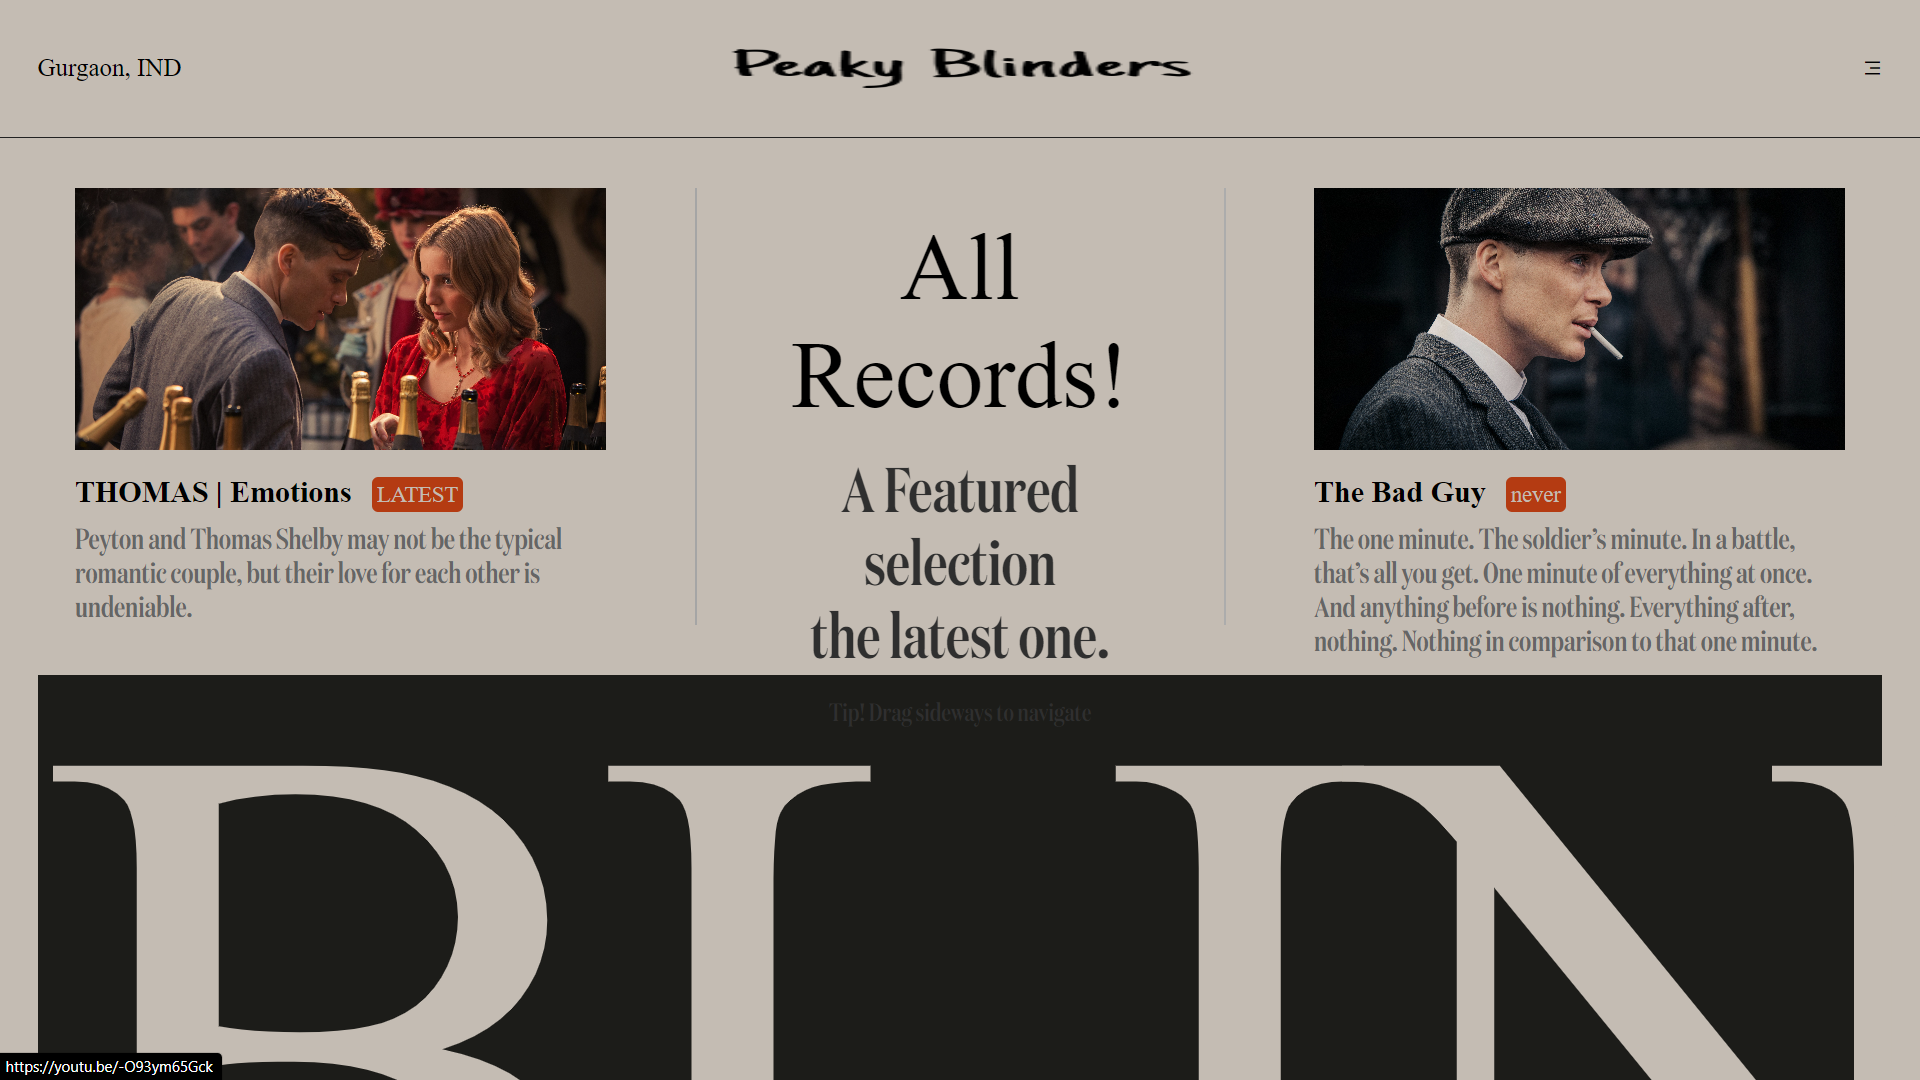 Gurgaon, IND
Peaky Blinders
THOMAS | Emotions LATEST
Peyton and Thomas Shelby may not be the typical
romantic couple, but their love for each other is
undeniable.
All
Records!
A Featured
selection
the latest one.
Tip! Drag sideways to navigate
The Bad Guy never
The one minute. The soldier’s minute. In a battle,
that’s all you get. One minute of everything at once.
And anything before is nothing. Everything after,
nothing. Nothing in comparison to that one minute.
BLIN
https://youtu.be/-O93ym65Gck